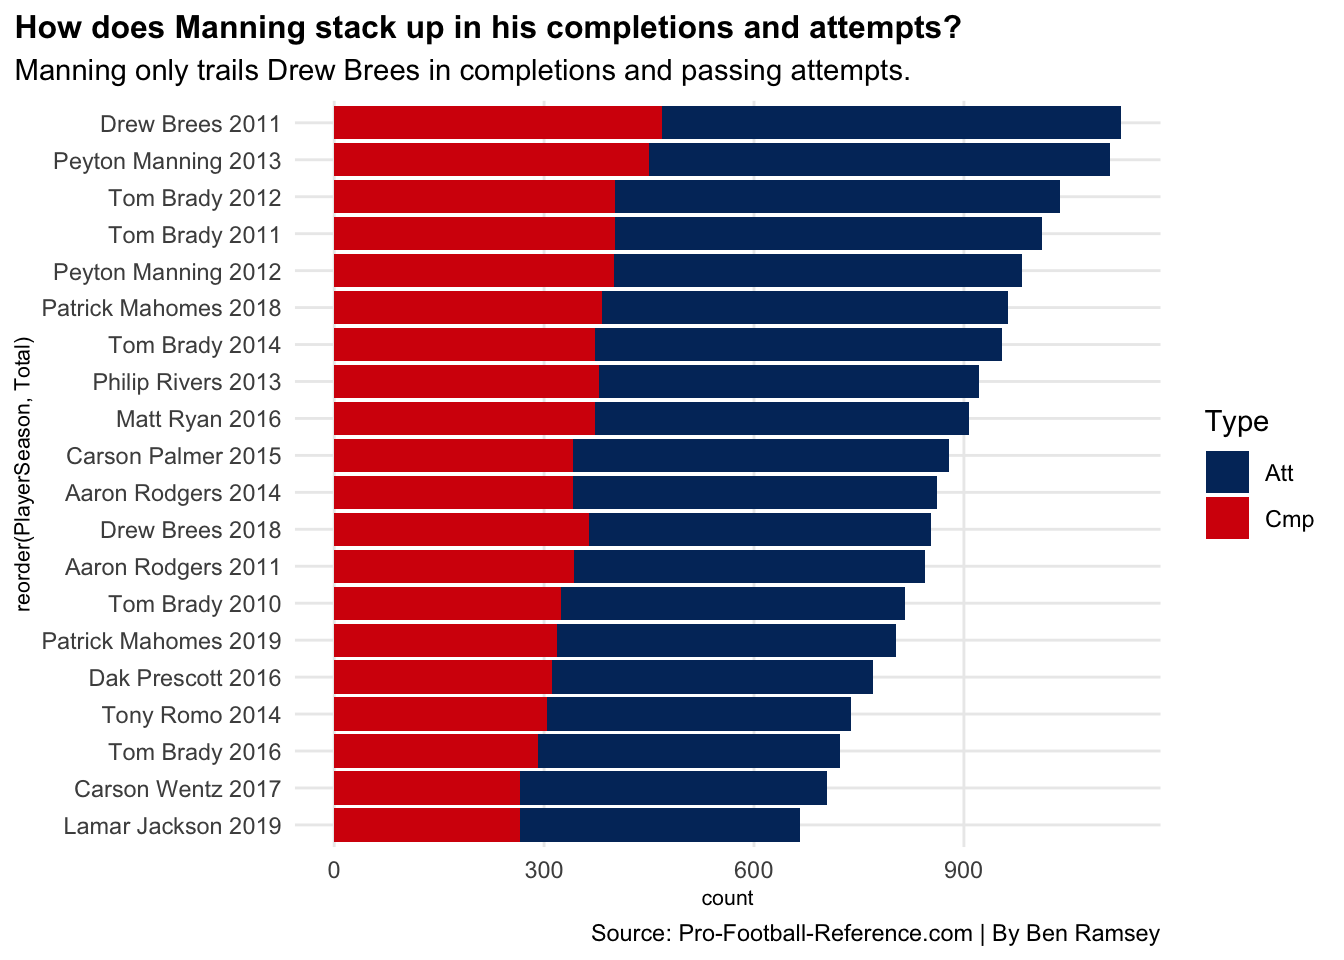 How does Manning stack up in his completions and attempts?
Manning only trails Drew Brees in completions and passing attempts.
reorder(PlayerSeason, Total)
Drew Brees 2011
Peyton Manning 2013
Tom Brady 2012
Tom Brady 2011
Peyton Manning 2012
Patrick Mahomes 2018
Tom Brady 2014
Philip Rivers 2013
Matt Ryan 2016
Carson Palmer 2015
Aaron Rodgers 2014
Drew Brees 2018
Aaron Rodgers 2011
Tom Brady 2010
Patrick Mahomes 2019
Dak Prescott 2016
Tony Romo 2014
Tom Brady 2016
Carson Wentz 2017
Lamar Jackson 2019
0 300 600 900
count
Type
Att
Cmp
Source: Pro-Football-Reference.com | By Ben Ramsey